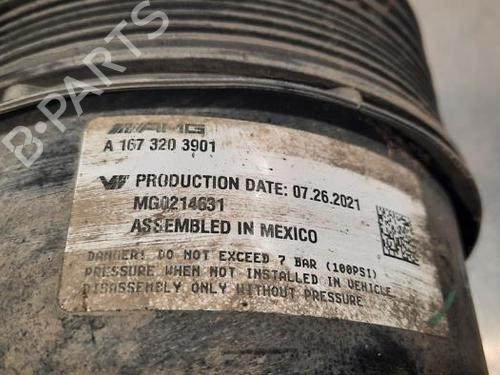 B-PARTS
AMG
A 167 320 3901
PRODUCTION DATE: 07.26.2021
MG0214631
ASSEMBLED IN MEXICO
DANGER! DO NOT EXCEED 7 BAR (100PSI)
PRESSURE WHEN NOT INSTALLED IN VEHICLE
DISASSEMBLY ONLY WITHOUT PRESSURE